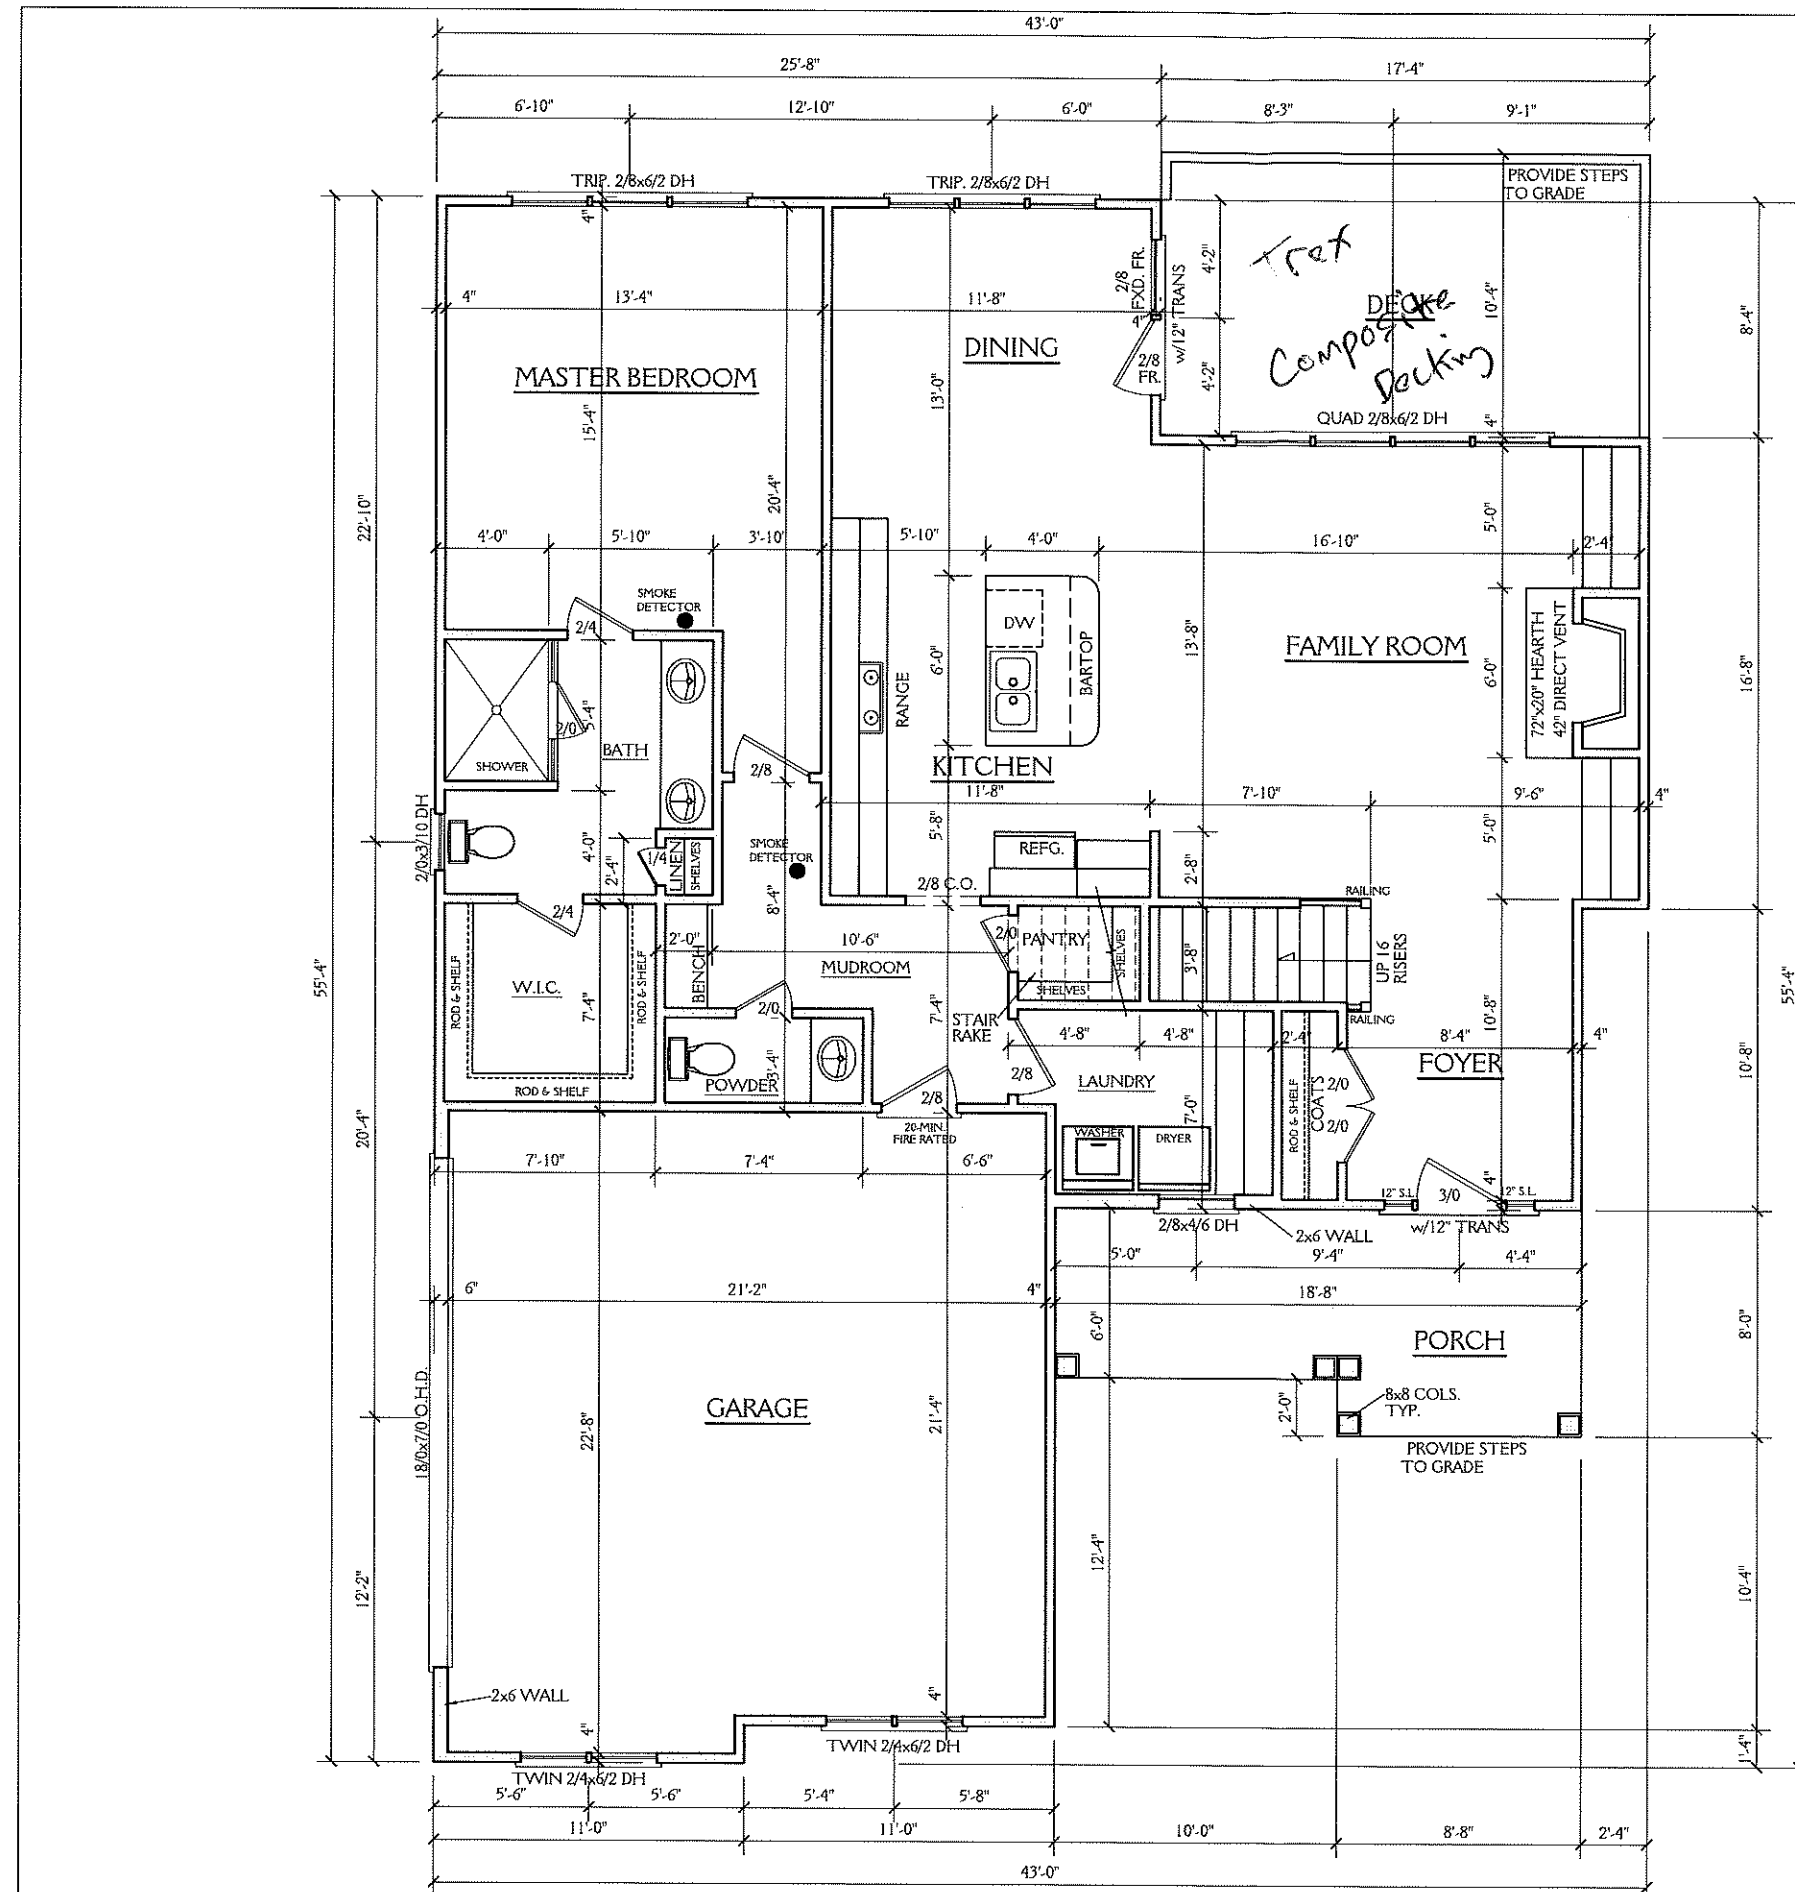 43'-0"
25'-8" 17'-4"
6'-10" 12'-10" 6'-0" 8'-3" 9'-1"
TRIP. 2/8x6/2 DH
TRIP. 2/8x6/2 DH
PROVIDE STEPS
TO GRADE
4"
4'-2"
2/8
FXD. FR.
w/12" TRANS
Trex
DECK
Composite
Decking
10'-4"
8'-4"
4" 13'-4" 11'-8"
4"
DINING
2/8
FR.
4'-2"
MASTER BEDROOM
15'-4"
13'-0"
QUAD 2/8x6/2 DH
4"
20'-4"
22'-10"
5'-0"
4'-0" 5'-10" 3'-10" 5'-10" 4'-0" 16'-10" 2'-4"
SMOKE
DETECTOR
2/4
DW
BARTOP
6'-0"
RANGE
13'-8"
FAMILY ROOM
72"x20" HEARTH
42" DIRECT VENT
6'-0"
16'-8"
2/0
5'-4"
BATH
SHOWER
2/8
KITCHEN
11'-8" 7'-10" 9'-6" 4"
5'-8"
5'-0"
2/0x3/10 DH
4'-0"
2'-4"
1/4
LINEN
SHELVES
SMOKE
DETECTOR
REFG.
2'-8"
2/8 C.O.
RAILING
2/4
8'-4"
2'-0" 10'-6"
2/0
PANTRY
SHELVES
SHELVES
3'-8"
UP 16
RISERS
ROD & SHELF
W.I.C.
ROD & SHELF
BENCH
MUDROOM
7'-4"
7'-4"
2/0
STAIR
RAKE
RAILING
10'-8"
55'-4"
55'-4"
4'-8" 4'-8" 2'-4" 8'-4" 4"
FOYER
ROD & SHELF
POWDER
3'-4"
2/8
2/8
LAUNDRY
7'-0"
ROD & SHELF
COATS
2/0
2/0
10'-8"
20-MIN.
FIRE RATED
WASHER
DRYER
20'-4"
7'-10" 7'-4" 6'-6"
12" S.L.
3/0
12" S.L.
4"
2/8x4/6 DH
w/12" TRANS
2x6 WALL
5'-0" 9'-4" 4'-4"
6" 21'-2" 4" 18'-8"
6'-0"
PORCH
8'-0"
18/0x7/0 O.H.D.
GARAGE
22'-8"
21'-4"
2'-0"
8x8 COLS.
TYP.
PROVIDE STEPS
TO GRADE
12'-4"
12'-2"
10'-4"
2x6 WALL
4"
4"
TWIN 2/4x6/2 DH
TWIN 2/4x6/2 DH
1'-4"
5'-6" 5'-6" 5'-4" 5'-8"
11'-0" 11'-0" 10'-0" 8'-8" 2'-4"
43'-0"